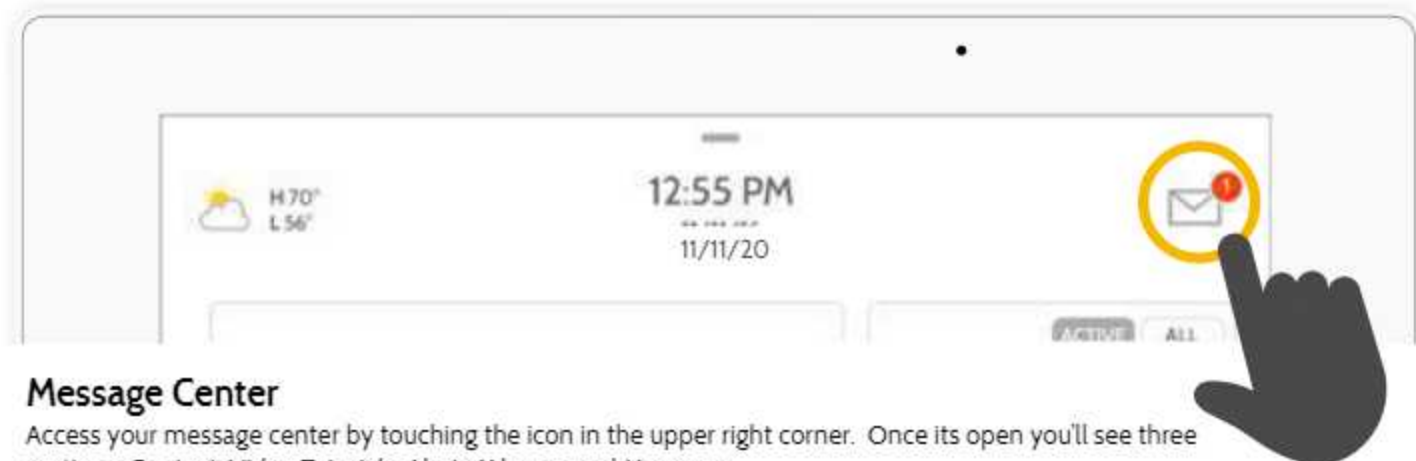 H 70°
L 56°
12:55 PM
11/11/20
1
ACTIVE
ALL
Message Center
Access your message center by touching the icon in the upper right corner. Once its open you'll see three